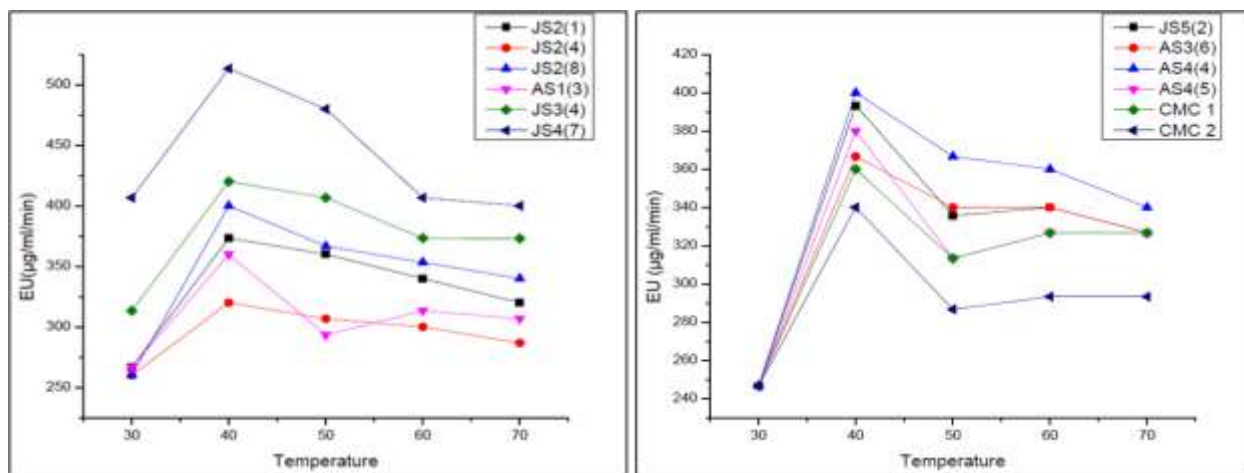 JS2(1)
JS2(4)
JS2(8)
AS1(3)
JS3(4)
JS4(7)
500
450
400
350
300
250
EU(µg/ml/min)
30 40 50 60 70
Temperature
JS5(2)
AS3(6)
AS4(4)
AS4(5)
CMC 1
CMC 2
420
400
380
360
340
320
300
280
260
240
EU (µg/ml/min)
30 40 50 60 70
Temperature